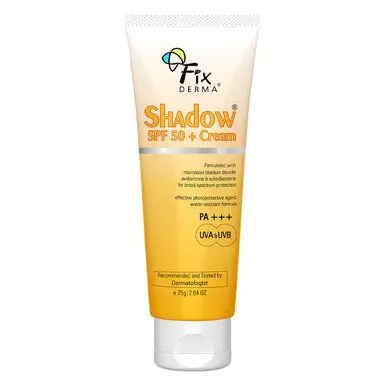 Fix
DERMA®
SHADOW®
SPF 50 + Cream
Formulated with
micronized titanium dioxide
avobenzone & sulisobenzone
for broad-spectrum protection
effective photoprotective agent
water resistant formula
PA +++
UVA&UVB
Recommended and Tested by
Dermatologist
e 75g | 2.64 OZ